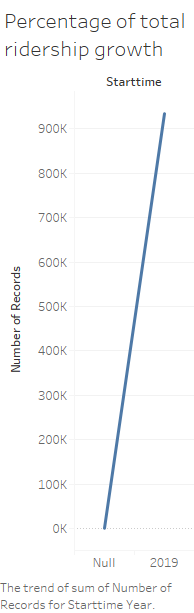 Percentage of total
ridership growth
Starttime
900K
800K
700K
600K
500K
400K
300K
200K
100K
0K
Number of Records
Null 2019
The trend of sum of Number of
Records for Starttime Year.